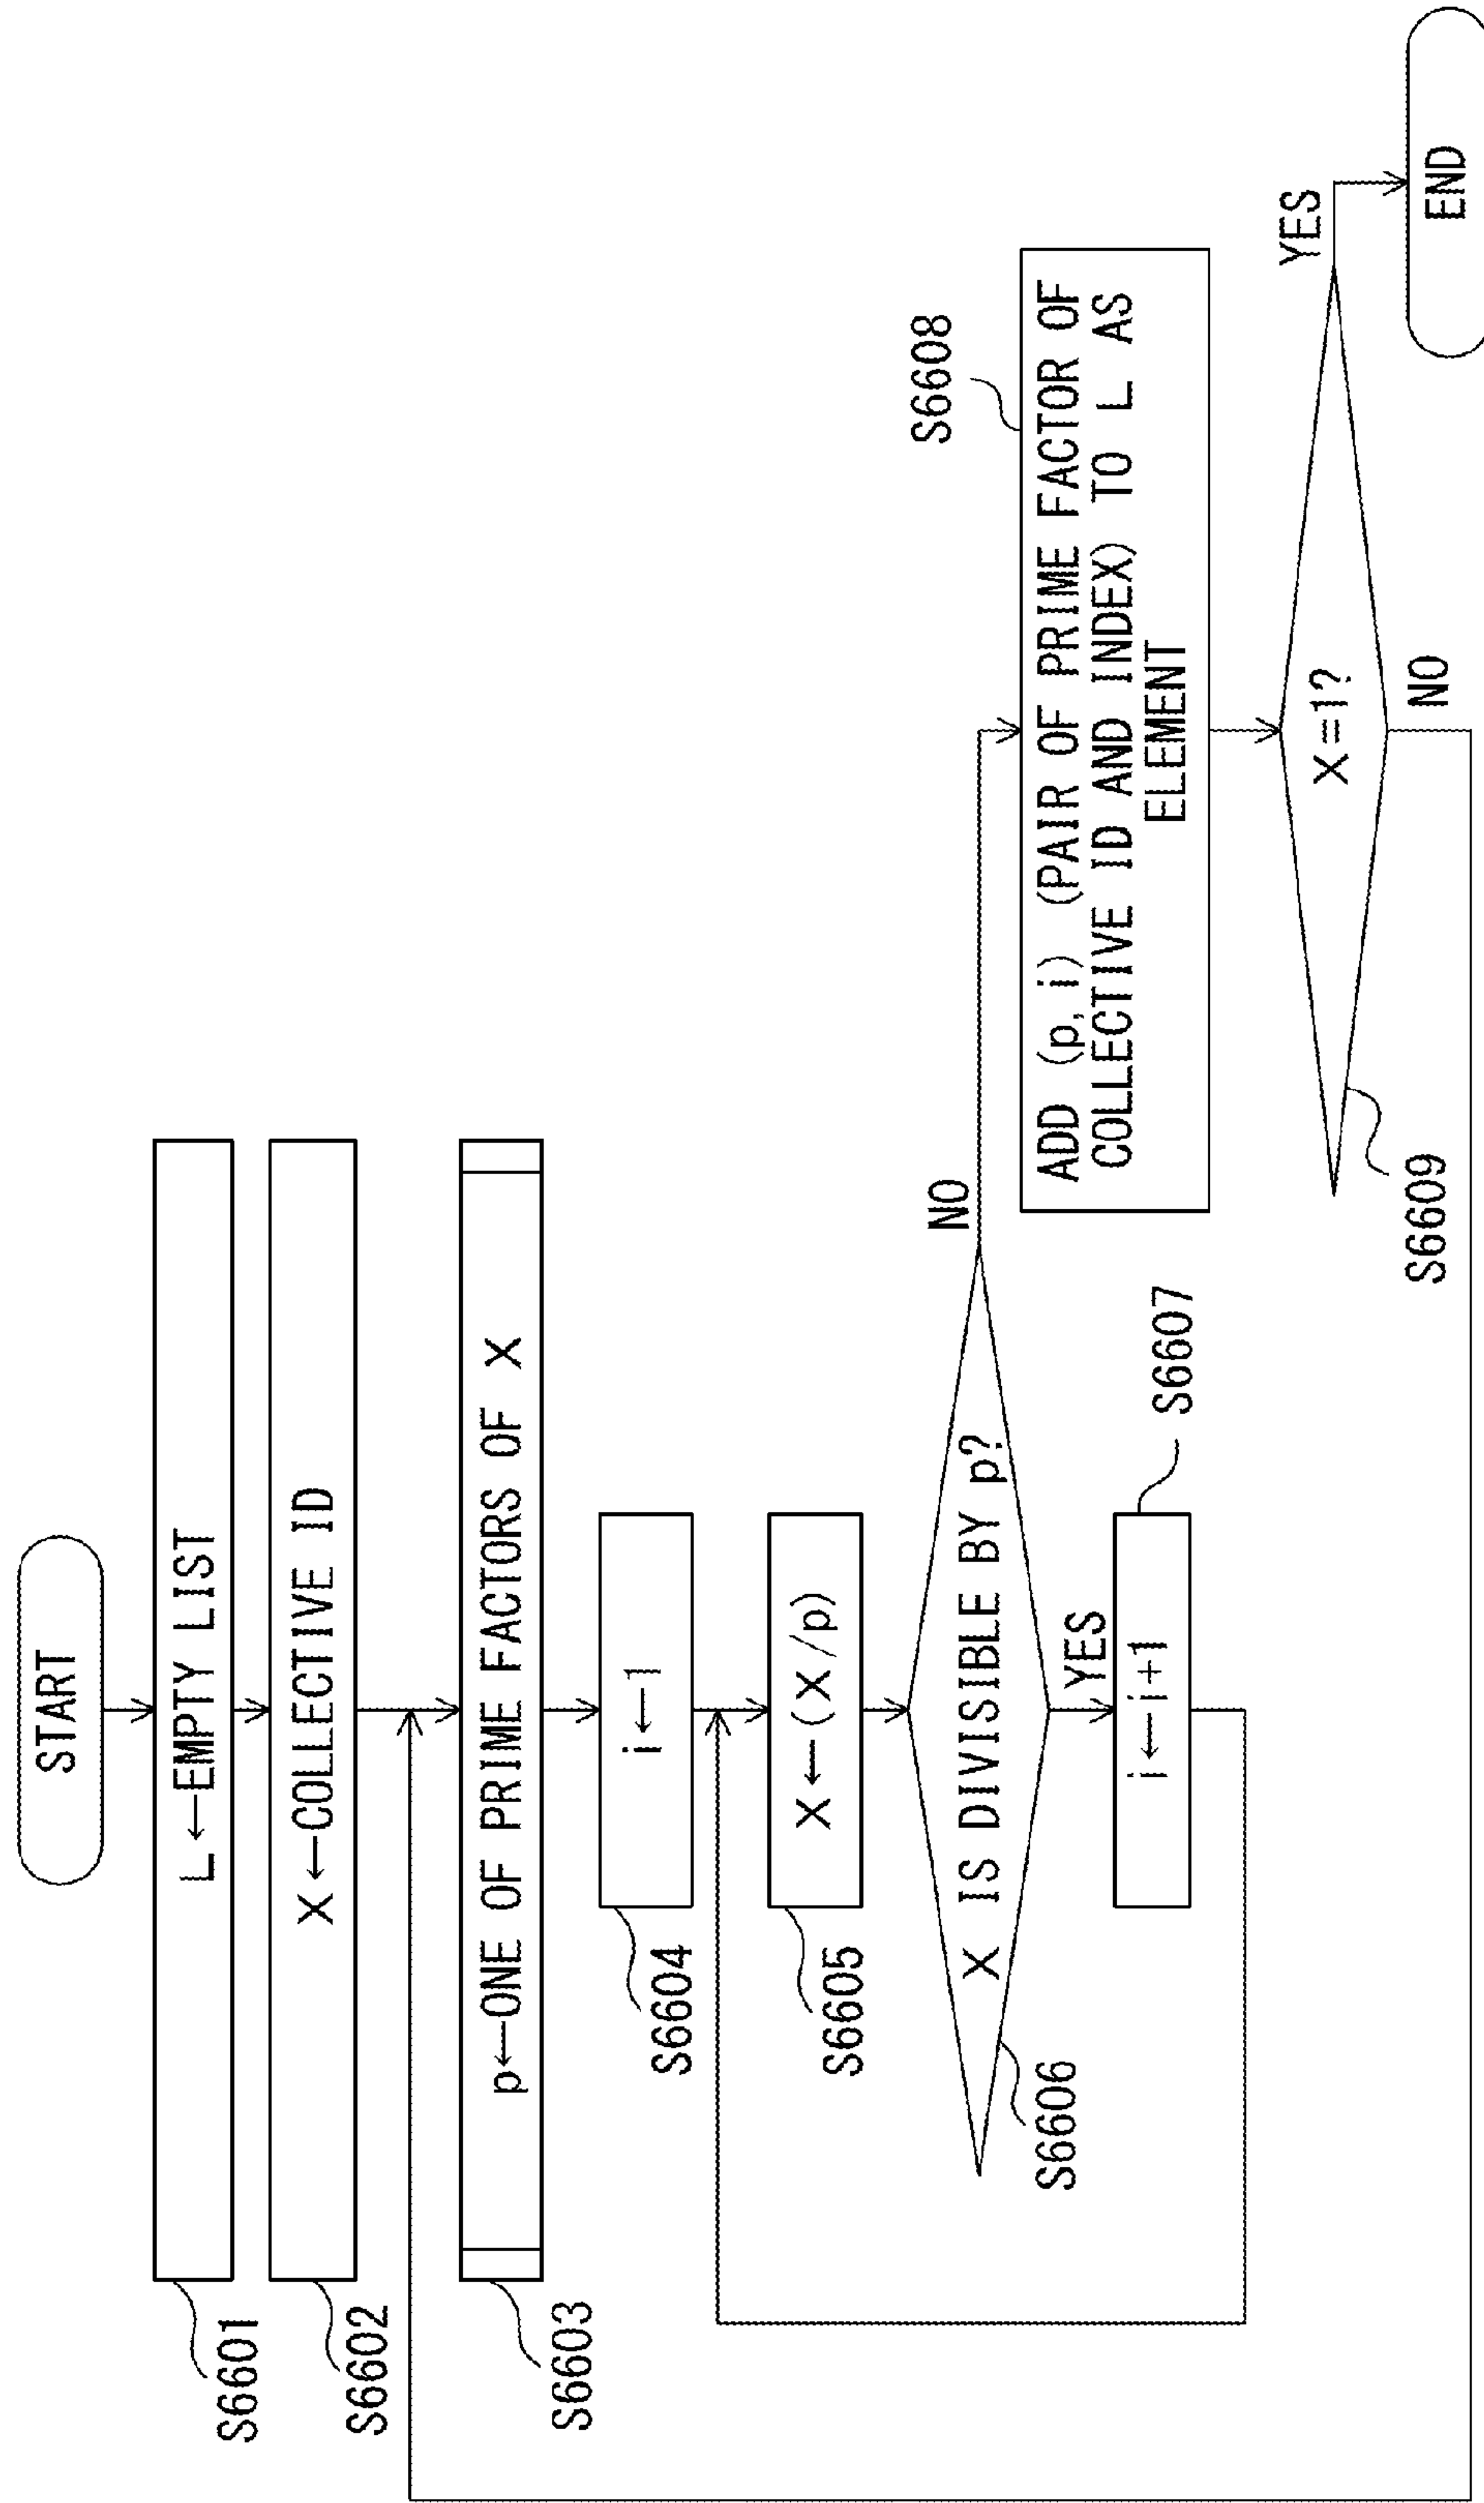 START
L←EMPTY LIST
S6601
X←COLLECTIVE ID
S6602
p←ONE OF PRIME FACTORS OF X
S6603
i←1
S6604
X←(X/p)
S6605
X IS DIVISIBLE BY p?
S6606
NO
YES
i←i+1
S6607
S6608
ADD (p,i) (PAIR OF PRIME FACTOR OF
COLLECTIVE ID AND INDEX) TO L AS
ELEMENT
X=1?
S6609
YES
NO
END